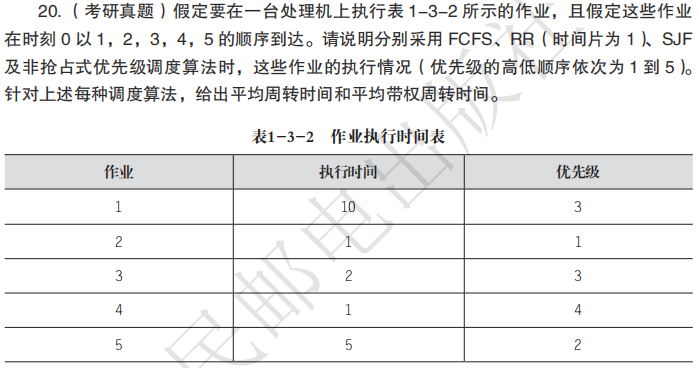 20.（考研真题）假定要在一台处理机上执行表 1-3-2 所示的作业，且假定这些作业
在时刻 0 以 1，2，3，4，5 的顺序到达。请说明分别采用 FCFS、RR（时间片为 1）、SJF
及非抢占式优先级调度算法时，这些作业的执行情况（优先级的高低顺序依次为 1 到 5）。
针对上述每种调度算法，给出平均周转时间和平均带权周转时间。
表1-3-2 作业执行时间表
作业 执行时间 优先级
1 10 3
2 1 1
3 2 3
4 1 4
5 5 2
民邮电出版社